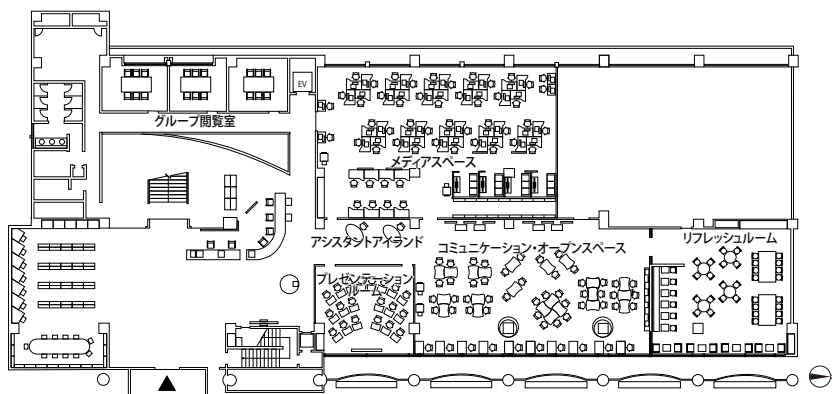 EV
グループ閲覧室
メディアスペース
アシスタントアイランド
コミュニケーション・オープンスペース
リフレッシュルーム
プレゼンテーション
ルーム